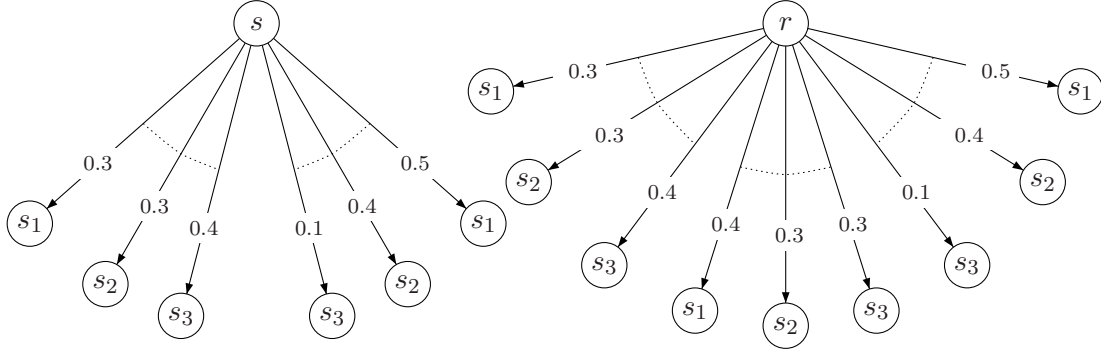 s r
0.3 0.5
s₁ s₁
0.3 0.5 0.3 0.4
0.3 0.4 s₂ s₂
0.4 0.1 0.4 0.1
s₁ s₁ 0.4 0.3 0.3
s₂ s₂ s₃ s₃
s₃ s₃ s₁ s₂ s₃